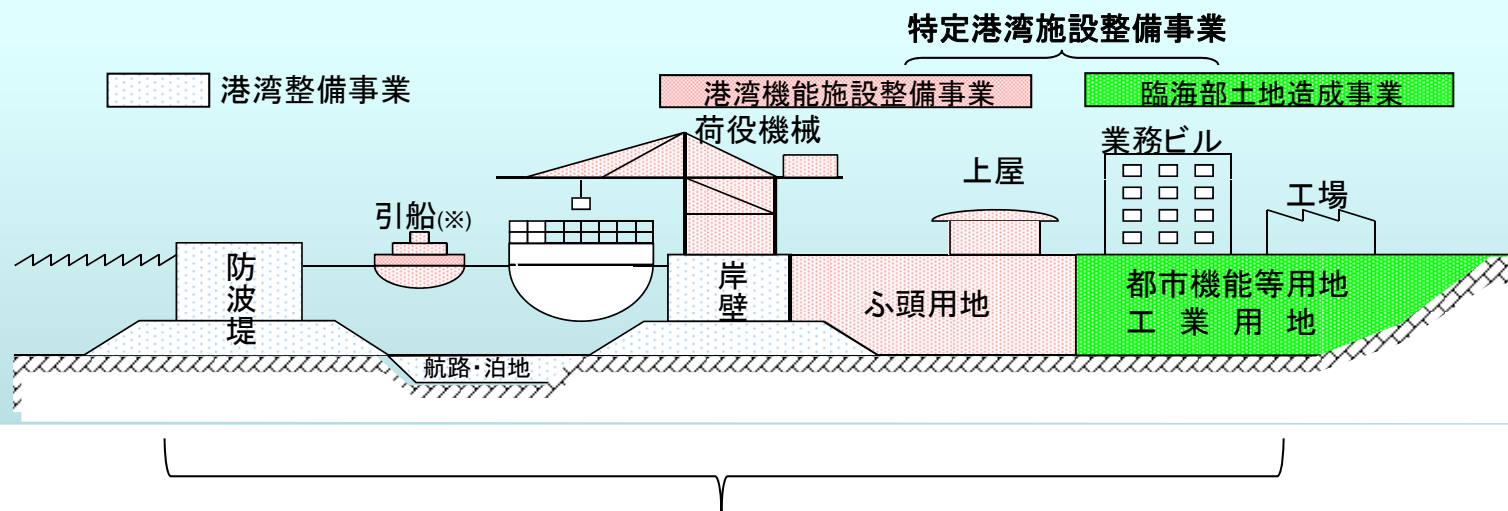 特定港湾施設整備事業
港湾整備事業
港湾機能施設整備事業
臨海部土地造成事業
荷役機械
業務ビル
上屋
工場
引船(※)
防波堤
岸壁
ふ頭用地
都市機能等用地
工業用地
航路・泊地